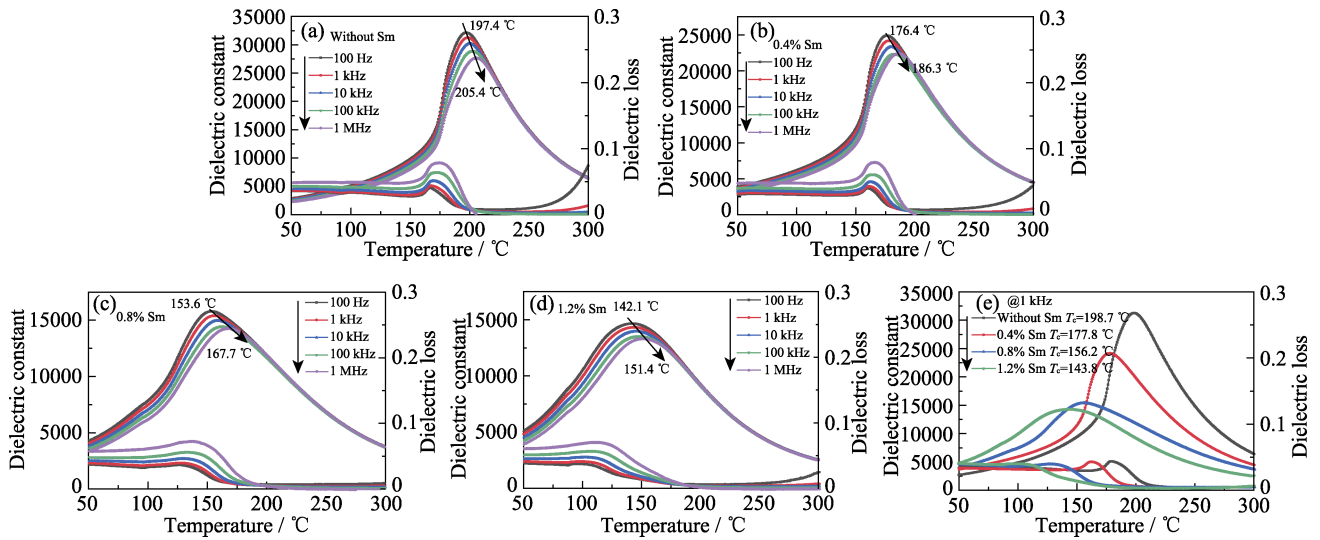 (a)
Without Sm
100 Hz
1 kHz
10 kHz
100 kHz
1 MHz
197.4 ℃
205.4 ℃
35000
30000
25000
20000
15000
10000
5000
0
0.3
0.2
0.1
0
50 100 150 200 250 300
Dielectric constant
Dielectric loss
Temperature / ℃
(b)
0.4% Sm
100 Hz
1 kHz
10 kHz
100 kHz
1 MHz
176.4 ℃
186.3 ℃
25000
20000
15000
10000
5000
0
0.3
0.2
0.1
0
50 100 150 200 250 300
Dielectric constant
Dielectric loss
Temperature / ℃
(c)
0.8% Sm
153.6 ℃
167.7 ℃
100 Hz
1 kHz
10 kHz
100 kHz
1 MHz
15000
10000
5000
0
0.3
0.2
0.1
0
50 100 150 200 250 300
Dielectric constant
Dielectric loss
Temperature / ℃
(d)
1.2% Sm
142.1 ℃
151.4 ℃
100 Hz
1 kHz
10 kHz
100 kHz
1 MHz
15000
10000
5000
0
0.3
0.2
0.1
0
50 100 150 200 250 300
Dielectric constant
Dielectric loss
Temperature / ℃
(e)
@1 kHz
Without Sm Tc=198.7 ℃
0.4% Sm Tc=177.8 ℃
0.8% Sm Tc=156.2 ℃
1.2% Sm Tc=143.8 ℃
35000
30000
25000
20000
15000
10000
5000
0
0.3
0.2
0.1
0
50 100 150 200 250 300
Dielectric constant
Dielectric loss
Temperature / ℃